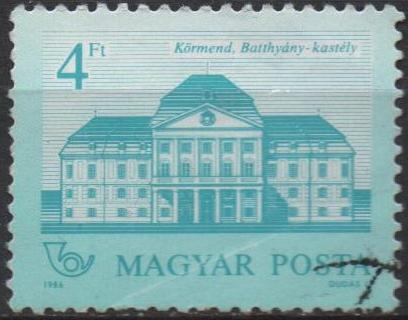 4 Ft
Körmend, Batthyány-kastély
MAGYAR POSTA
1986
DUDÁS L.